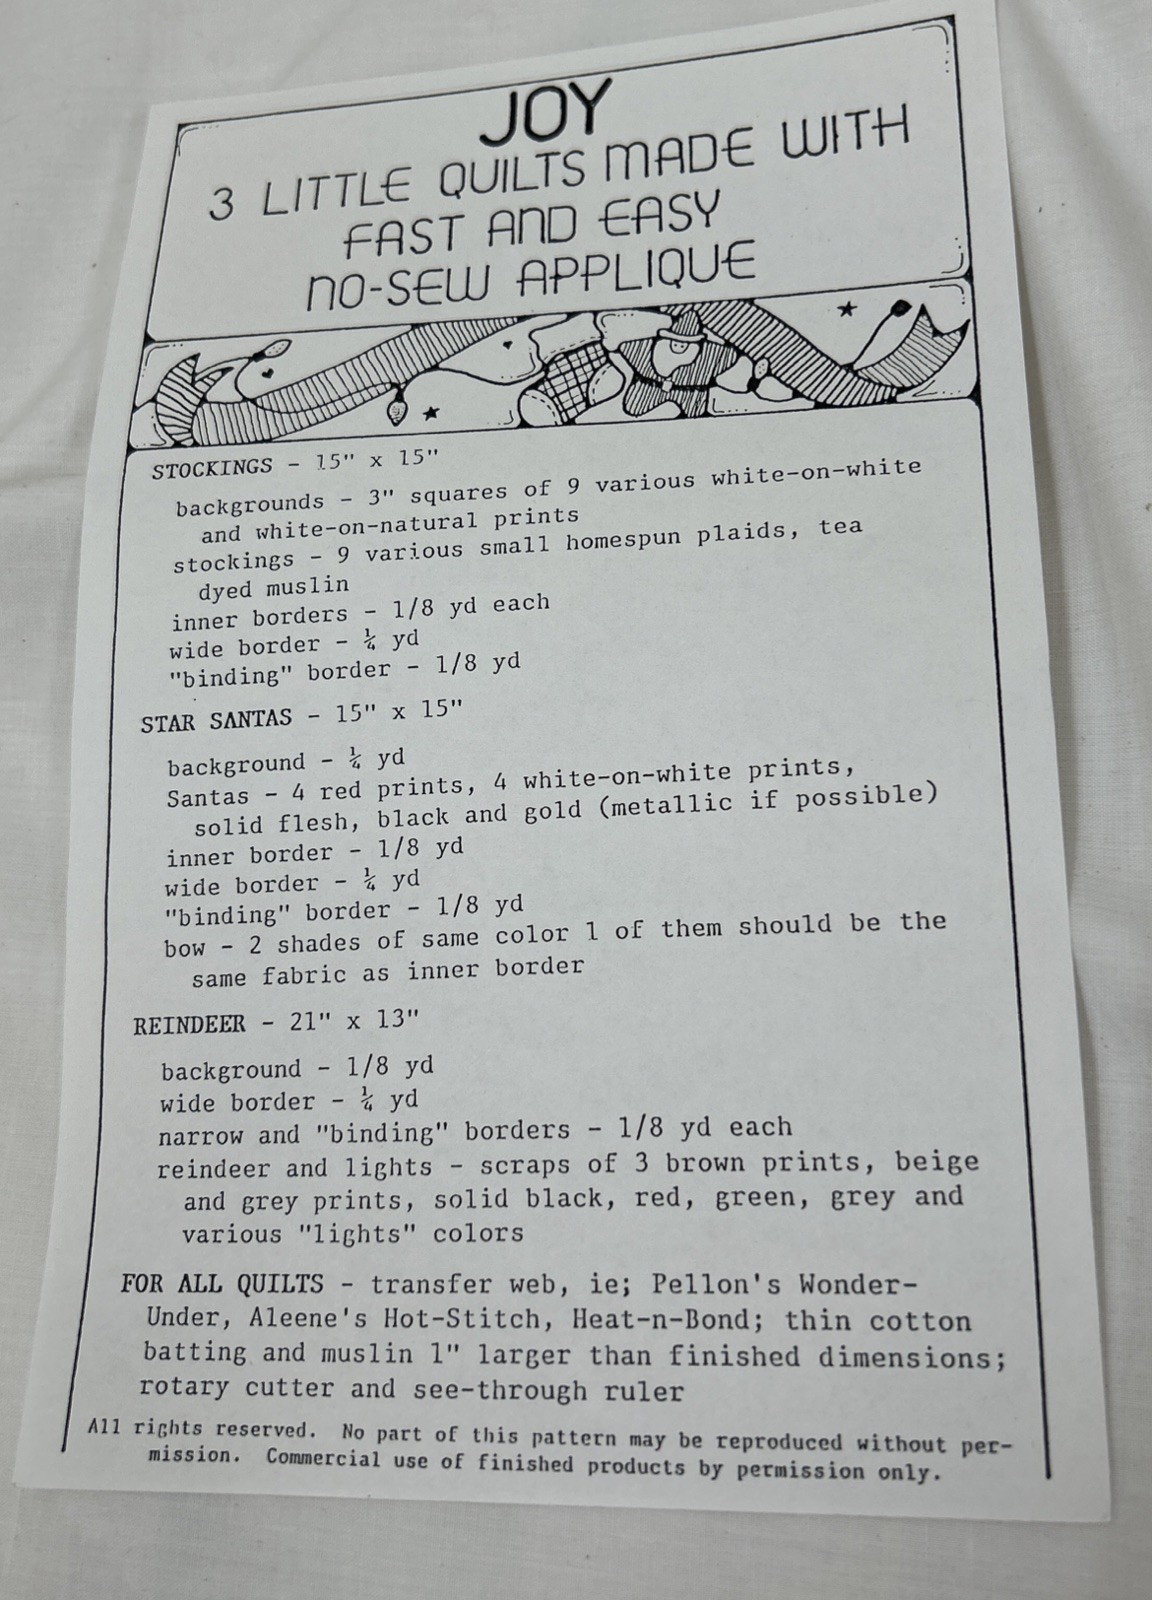 JOY
3 LITTLE QUILTS MADE WITH
FAST AND EASY
NO-SEW APPLIQUE
STOCKINGS - 15" x 15"
backgrounds - 3" squares of 9 various white-on-white
and white-on-natural prints
stockings - 9 various small homespun plaids, tea
dyed muslin
inner borders - 1/8 yd each
wide border - ¼ yd
"binding" border - 1/8 yd
STAR SANTAS - 15" x 15"
background - ¼ yd
Santas - 4 red prints, 4 white-on-white prints,
solid flesh, black and gold (metallic if possible)
inner border - 1/8 yd
wide border - ¼ yd
"binding" border - 1/8 yd
bow - 2 shades of same color 1 of them should be the
same fabric as inner border
REINDEER - 21" x 13"
background - 1/8 yd
wide border - ¼ yd
narrow and "binding" borders - 1/8 yd each
reindeer and lights - scraps of 3 brown prints, beige
and grey prints, solid black, red, green, grey and
various "lights" colors
FOR ALL QUILTS - transfer web, ie; Pellon's Wonder-
Under, Aleene's Hot-Stitch, Heat-n-Bond; thin cotton
batting and muslin 1" larger than finished dimensions;
rotary cutter and see-through ruler
All rights reserved. No part of this pattern may be reproduced without per-
mission. Commercial use of finished products by permission only.